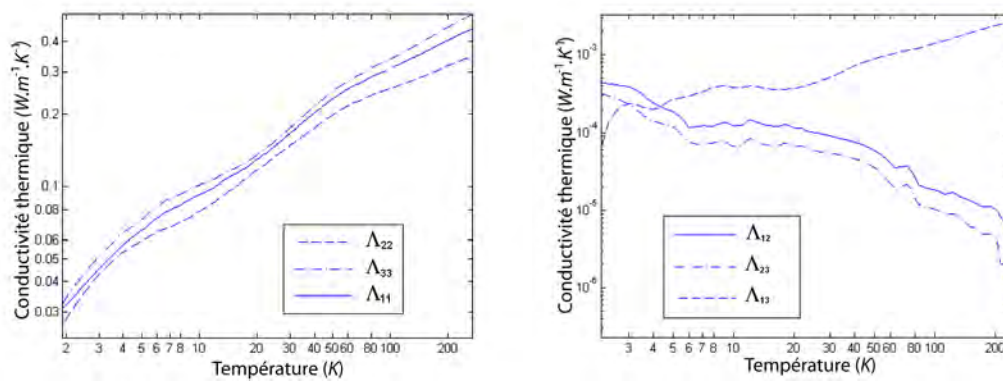 Conductivité thermique (W.m⁻¹.K⁻¹)
0.4
0.3
0.2
0.1
0.08
0.06
0.05
0.04
0.03
2 3 4 5 6 7 8 10 20 30 40 50 60 80 100 200
Température (K)
Λ22
Λ33
Λ11
Conductivité thermique (W.m⁻¹.K⁻¹)
10⁻³
10⁻⁴
10⁻⁵
10⁻⁶
3 4 5 6 7 8 10 20 30 40 50 60 80 100 200
Température (K)
Λ12
Λ23
Λ13